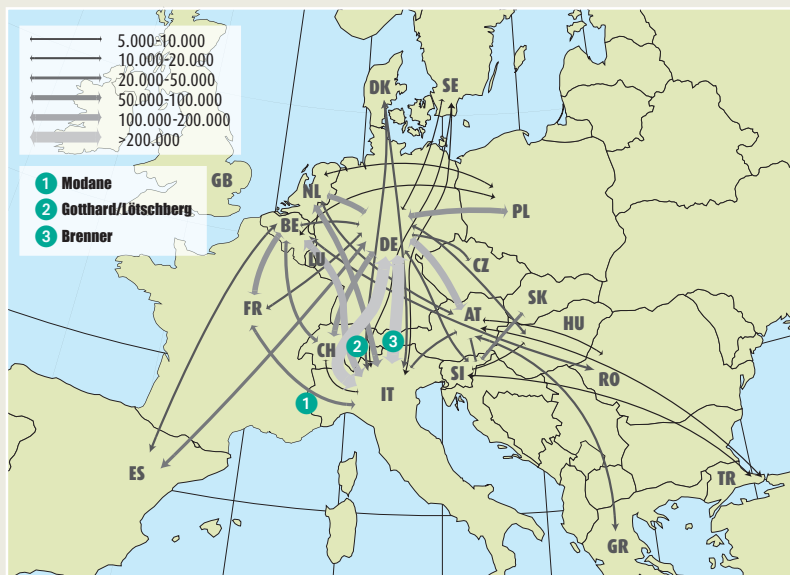 5.000-10.000
10.000-20.000
20.000-50.000
50.000-100.000
100.000-200.000
>200.000
1 Modane
2 Gotthard/Lötschberg
3 Brenner
DK
SE
GB
NL
PL
BE
DE
LU
CZ
SK
FR
AT
HU
CH
2
3
SI
RO
IT
1
ES
TR
GR